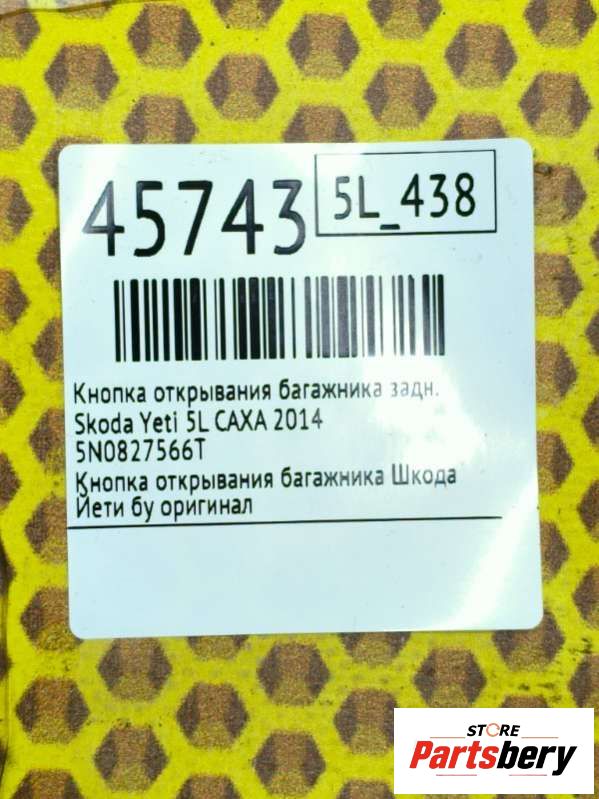 45743
5L_438
Кнопка открывания багажника задн.
Skoda Yeti 5L CAXA 2014
5N0827566T
Кнопка открывания багажника Шкода
Йети бу оригинал
STORE
Partsbery